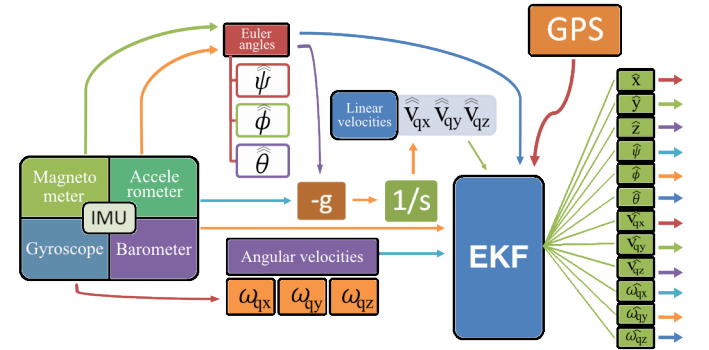 Euler
angles
GPS
ψ̂̂
ϕ̂̂
θ̂̂
Linear
velocities
v̂̂qx v̂̂qy v̂̂qz
Magneto
meter
Accele
rometer
IMU
Gyroscope
Barometer
-g
1/s
EKF
Angular velocities
ωqx
ωqy
ωqz
x̂
ŷ
ẑ
ψ̂
ϕ̂
θ̂
v̂qx
v̂qy
v̂qz
ω̂qx
ω̂qy
ω̂qz